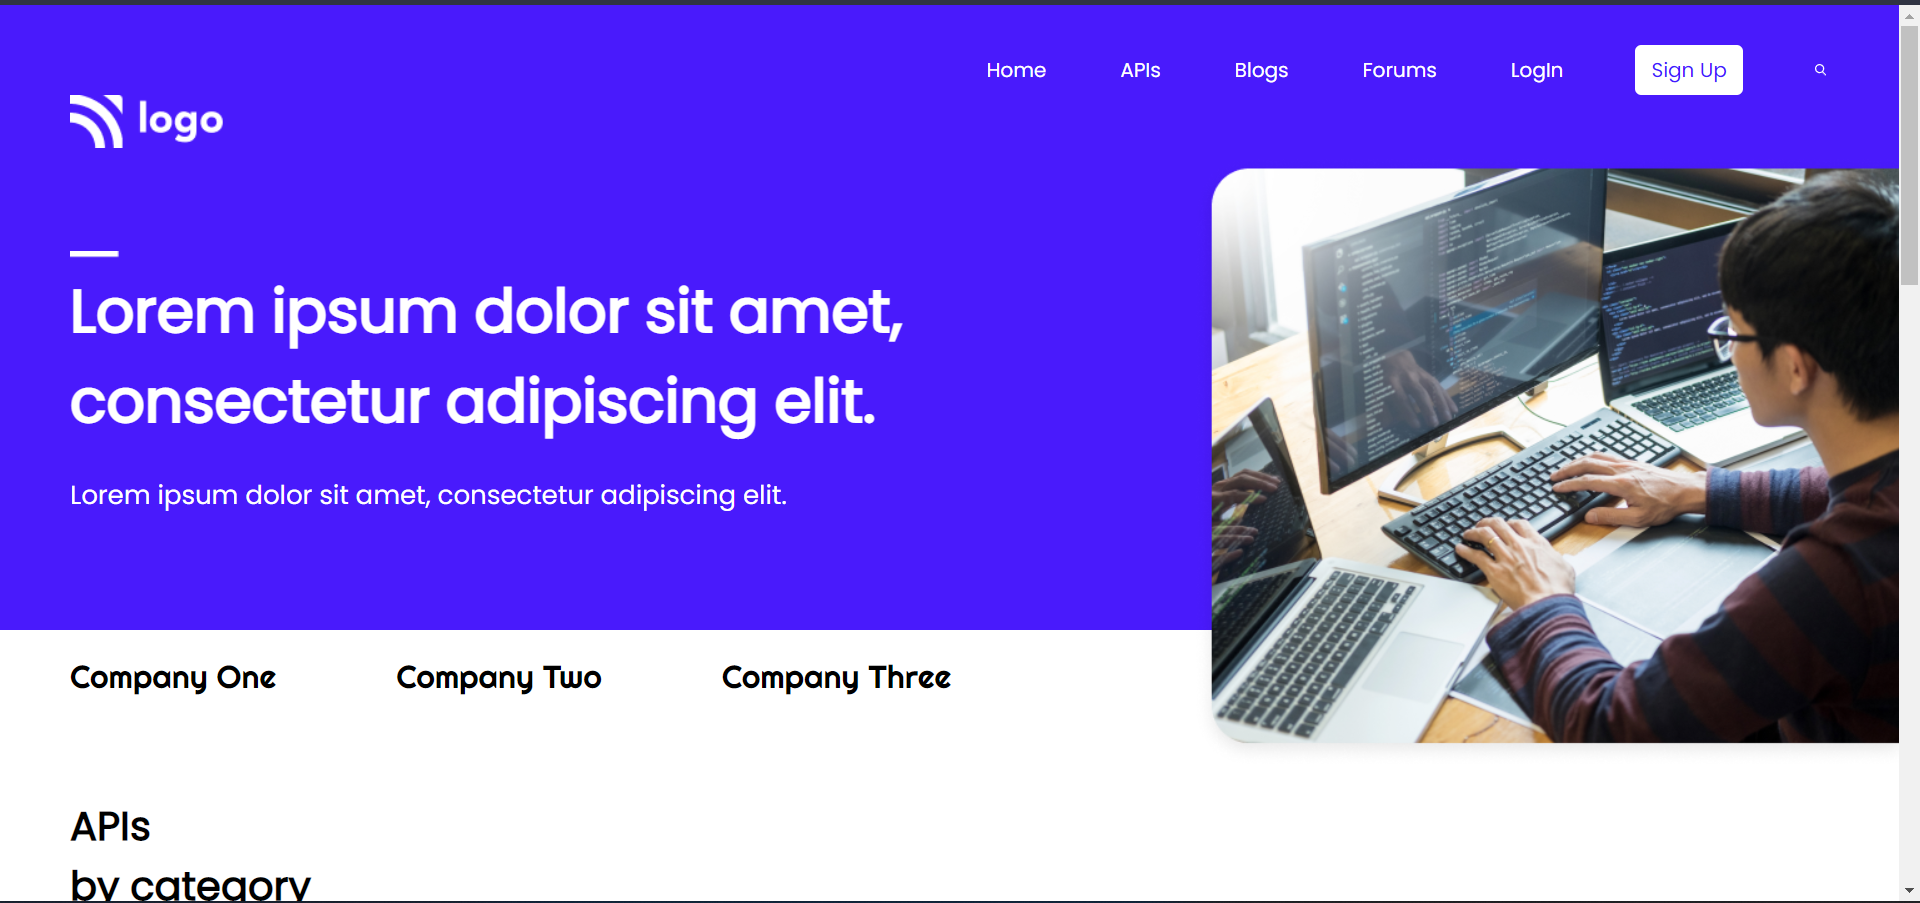 Home APIs Blogs Forums LogIn Sign Up
logo
Lorem ipsum dolor sit amet,
consectetur adipiscing elit.
Lorem ipsum dolor sit amet, consectetur adipiscing elit.
Company One Company Two Company Three
APIs
by category